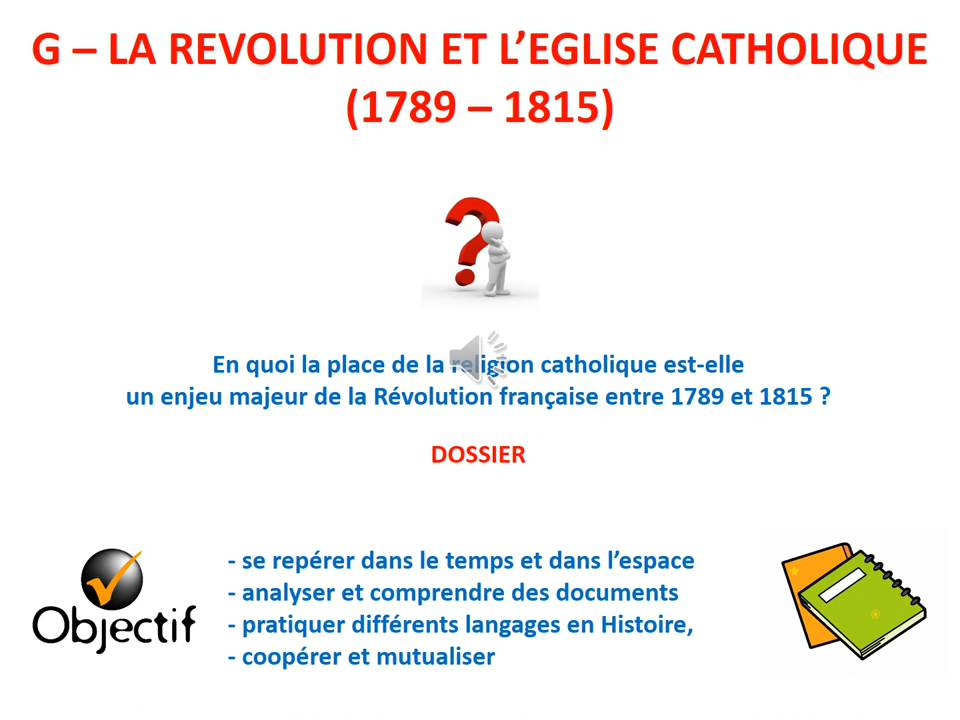 G – LA REVOLUTION ET L’EGLISE CATHOLIQUE
(1789 – 1815)
En quoi la place de la religion catholique est-elle
un enjeu majeur de la Révolution française entre 1789 et 1815 ?
DOSSIER
Objectif
- se repérer dans le temps et dans l’espace
- analyser et comprendre des documents
- pratiquer différents langages en Histoire,
- coopérer et mutualiser